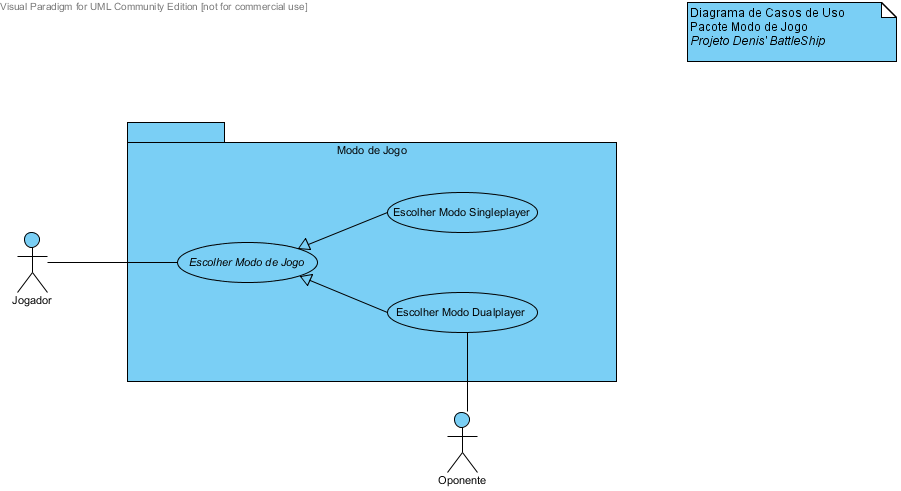 Visual Paradigm for UML Community Edition [not for commercial use]
Diagrama de Casos de Uso
Pacote Modo de Jogo
Projeto Denis' BattleShip
Modo de Jogo
Escolher Modo Singleplayer
Escolher Modo de Jogo
Jogador
Escolher Modo Dualplayer
Oponente